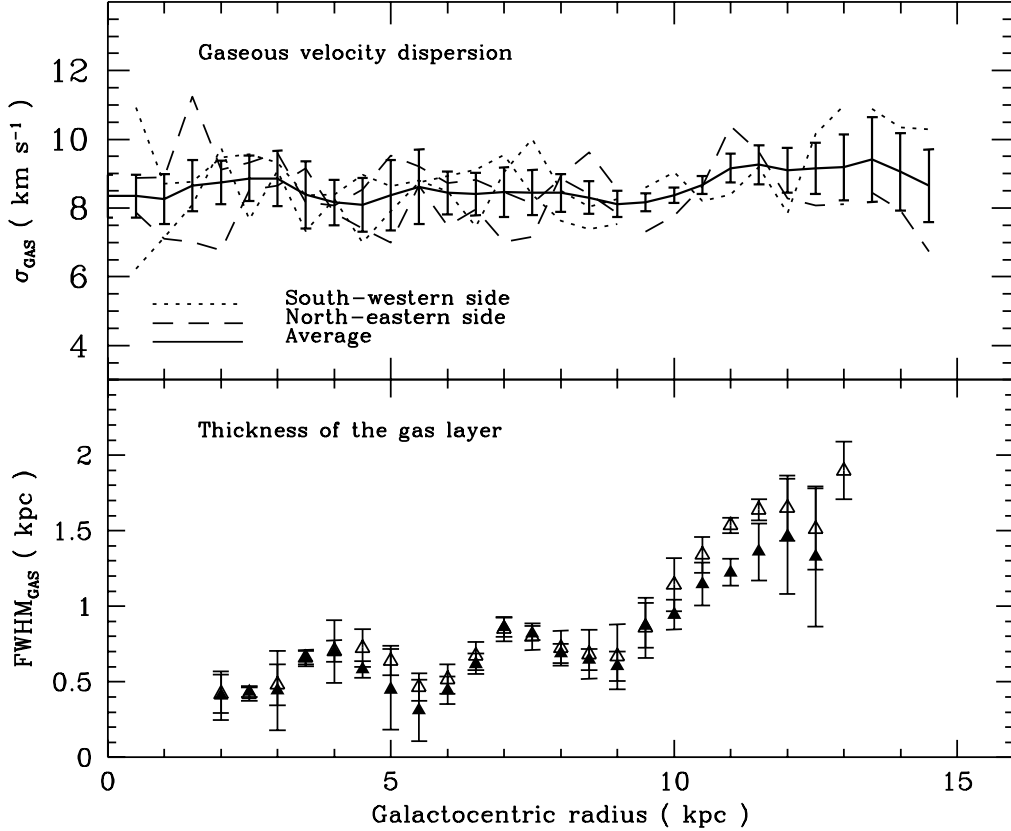 Gaseous velocity dispersion
12
10
8
6
4
σGAS ( km s−1 )
South−western side
North−eastern side
Average
Thickness of the gas layer
2
1.5
1
0.5
0
FWHMGAS ( kpc )
0 5 10 15
Galactocentric radius ( kpc )